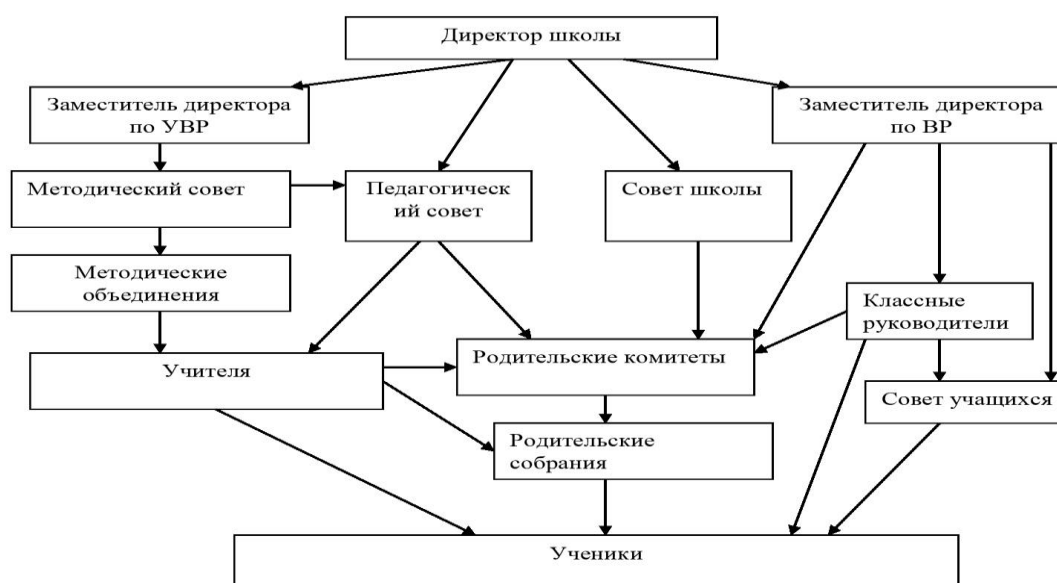 Директор школы
Заместитель директора
по УВР
Заместитель директора
по ВР
Методический совет
Педагогическ
ий совет
Совет школы
Методические
объединения
Классные
руководители
Учителя
Родительские комитеты
Совет учащихся
Родительские
собрания
Ученики